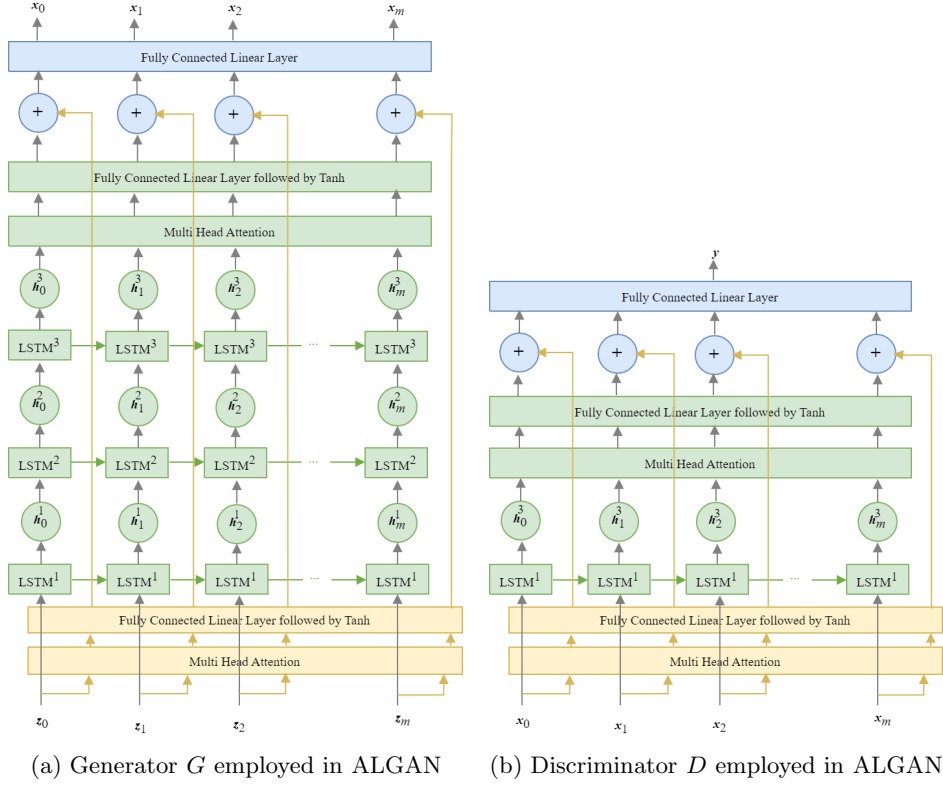 x0 x1 x2 xm
Fully Connected Linear Layer
+ + + +
Fully Connected Linear Layer followed by Tanh
Multi Head Attention
h₀³ h₁³ h₂³ hₘ³
LSTM³ LSTM³ LSTM³ ... LSTM³
h₀² h₁² h₂² hₘ²
LSTM² LSTM² LSTM² ... LSTM²
h₀¹ h₁¹ h₂¹ hₘ¹
LSTM¹ LSTM¹ LSTM¹ ... LSTM¹
Fully Connected Linear Layer followed by Tanh
Multi Head Attention
z₀ z₁ z₂ zₘ
(a) Generator G employed in ALGAN
y
Fully Connected Linear Layer
+ + + +
Fully Connected Linear Layer followed by Tanh
Multi Head Attention
h₀³ h₁³ h₂³ hₘ³
LSTM¹ LSTM¹ LSTM¹ ... LSTM¹
Fully Connected Linear Layer followed by Tanh
Multi Head Attention
x₀ x₁ x₂ xₘ
(b) Discriminator D employed in ALGAN